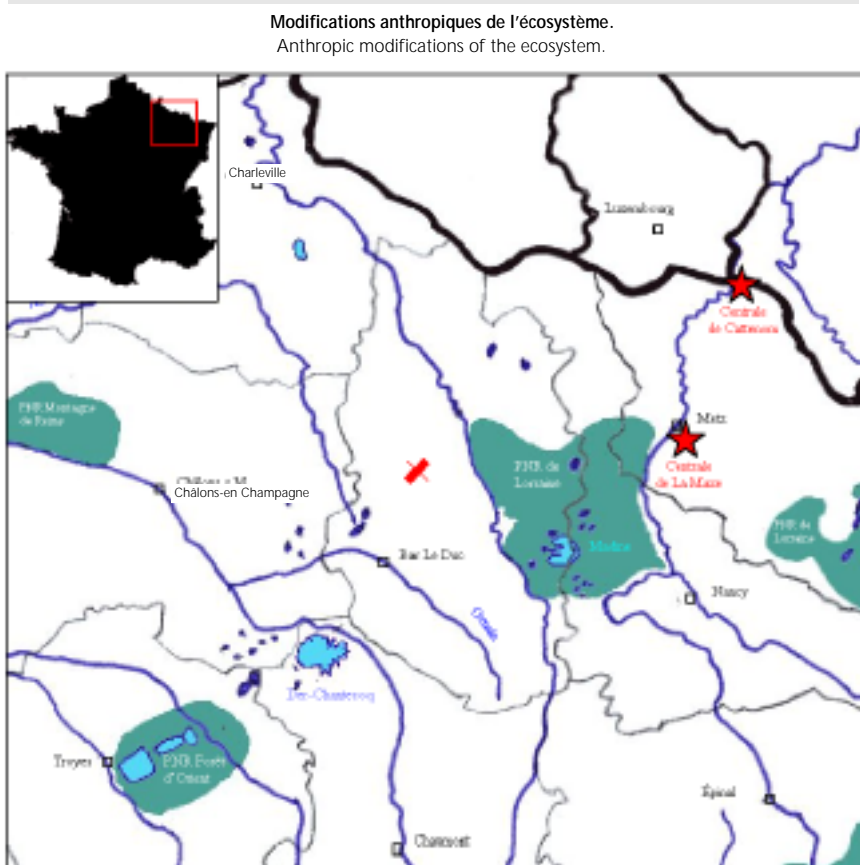 Modifications anthropiques de l'écosystème.
Anthropic modifications of the ecosystem.
Charleville
Luxembourg
Centrale
de Cattenom
PNR Montagne
de Reims
Metz
Centrale
de La Maxe
PNR de
Lorraine
Châlons-en Champagne
PNR de
Lorraine
Madine
Bar Le Duc
Nancy
Ornain
Der-Chantecoq
Troyes
PNR Forêt
d'Orient
Épinal
Chaumont